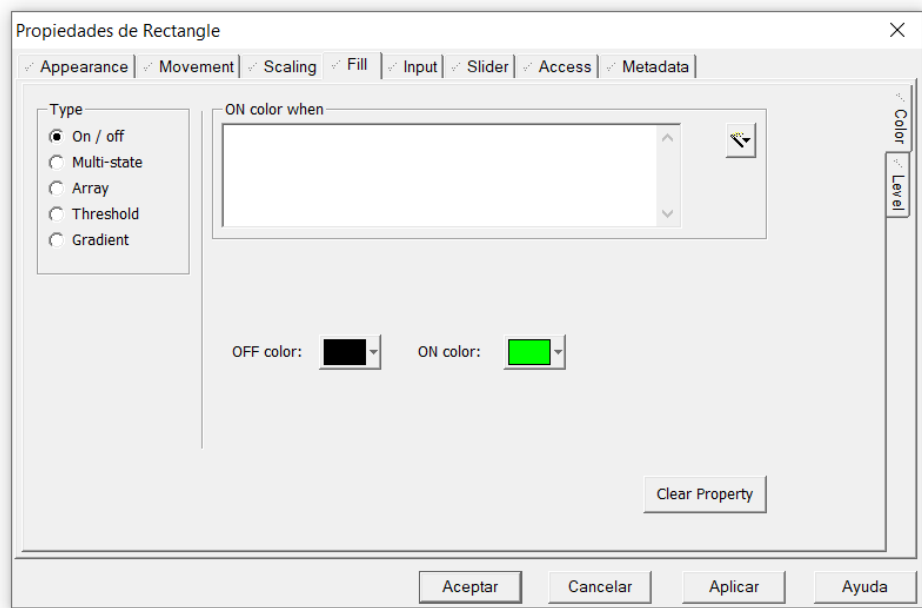 Propiedades de Rectangle
Appearance Movement Scaling Fill Input Slider Access Metadata
Type
On / off
Multi-state
Array
Threshold
Gradient
ON color when
Color
Level
OFF color:
ON color:
Clear Property
Aceptar Cancelar Aplicar Ayuda